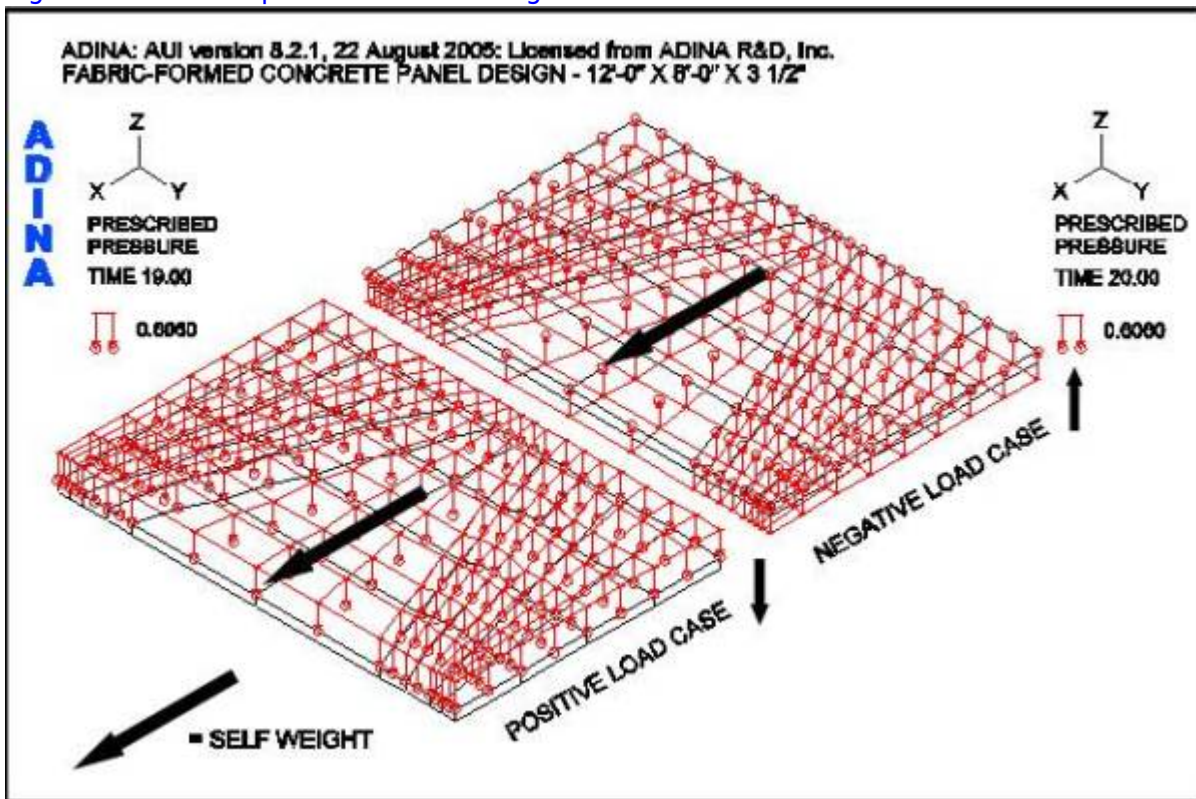 ADINA: AUI version 8.2.1, 22 August 2005: Licensed from ADINA R&D, Inc.
FABRIC-FORMED CONCRETE PANEL DESIGN - 12'-0" X 8'-0" X 3 1/2"
ADINA
Z
X Y
PRESCRIBED
PRESSURE
TIME 19.00
0.6060
Z
X Y
PRESCRIBED
PRESSURE
TIME 20.00
0.6060
NEGATIVE LOAD CASE
POSITIVE LOAD CASE
= SELF WEIGHT